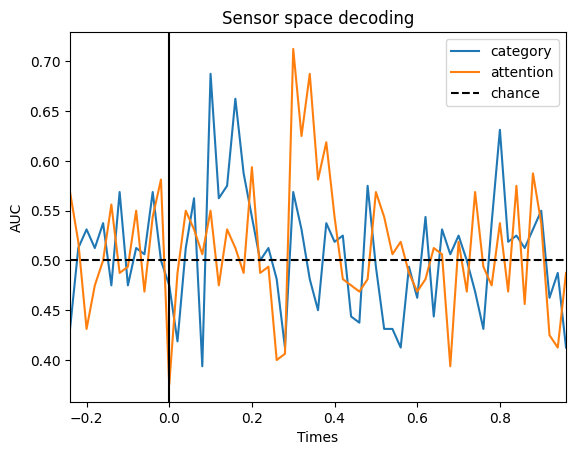 Sensor space decoding
category
attention
chance
AUC
0.70
0.65
0.60
0.55
0.50
0.45
0.40
−0.2
0.0
0.2
0.4
0.6
0.8
Times